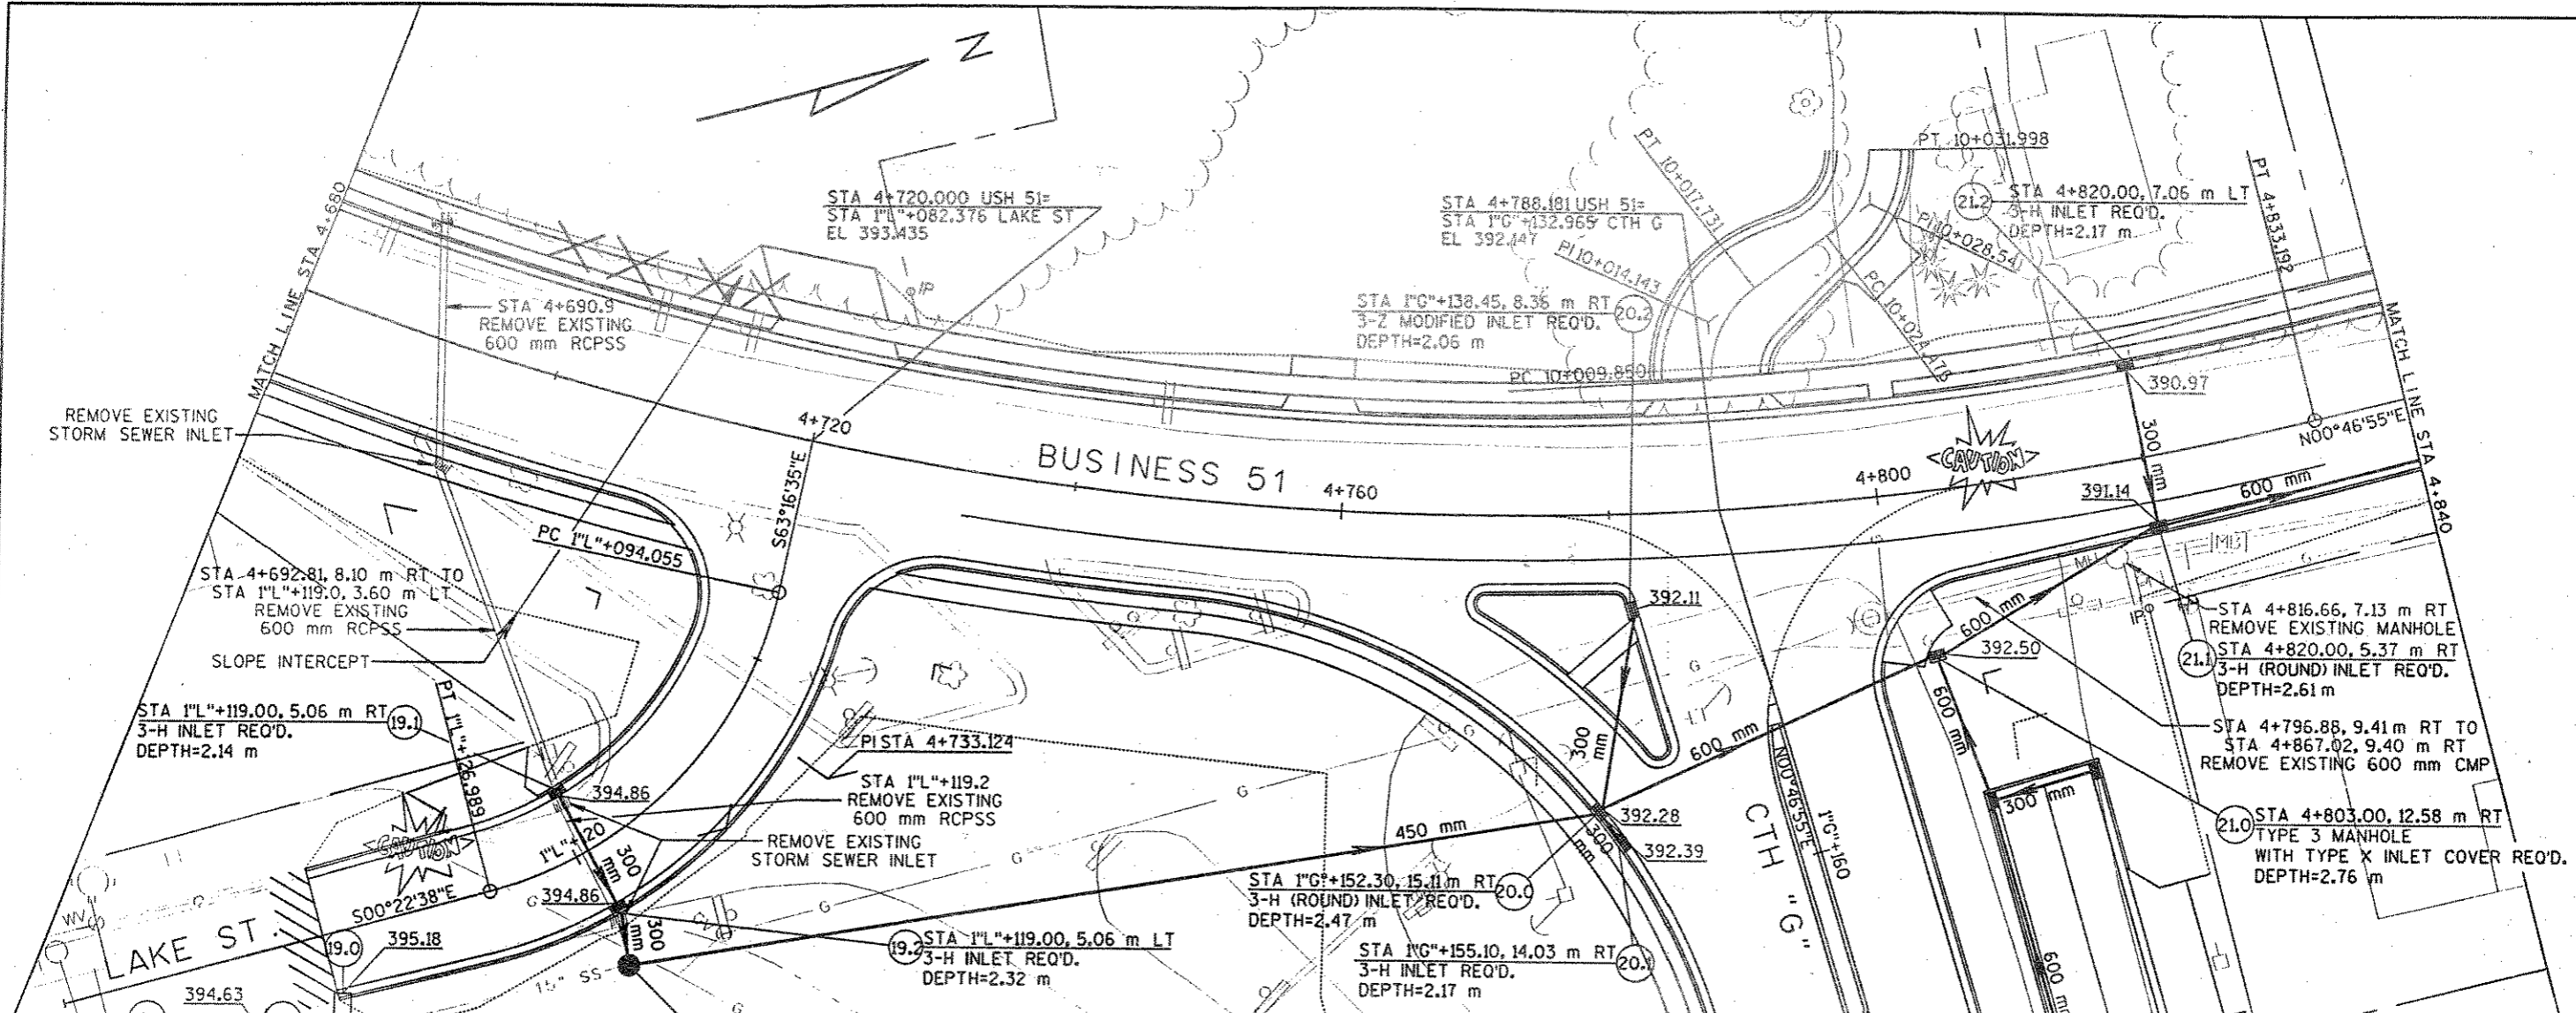 N
MATCH LINE STA 4+680
STA 4+720.000 USH 51=
STA 1"L"+082.376 LAKE ST
EL 393.435
STA 4+690.9
REMOVE EXISTING
600 mm RCPSS
IP
STA 4+788.181 USH 51=
STA 1"G"+132.965 CTH G
EL 392.147
PT 10+017.731
PI 10+014.143
STA 1"G"+138.45, 8.36 m RT
3-Z MODIFIED INLET REQ'D.
DEPTH=2.06 m
20.2
PC 10+009.850
PT 10+031.998
21.2
STA 4+820.00, 7.06 m LT
3-H INLET REQ'D.
DEPTH=2.17 m
PI 10+028.541
PC 10+024.478
PT 4+833.192
MATCH LINE STA 4+840
390.97
N00°46'55"E
REMOVE EXISTING
STORM SEWER INLET
4+720
BUSINESS 51
4+760
4+800
CAUTION
300 mm
391.14
600 mm
S63°16'35"E
PC 1"L"+094.055
STA 4+692.81, 8.10 m RT TO
STA 1"L"+119.0, 3.60 m LT
REMOVE EXISTING
600 mm RCPSS
SLOPE INTERCEPT
392.11
MH
MB
IP
600 mm
392.50
STA 4+816.66, 7.13 m RT
REMOVE EXISTING MANHOLE
21.1
STA 4+820.00, 5.37 m RT
3-H (ROUND) INLET REQ'D.
DEPTH=2.61 m
STA 1"L"+119.00, 5.06 m RT
3-H INLET REQ'D.
DEPTH=2.14 m
19.1
PT 1"L"+26.989
PI STA 4+733.124
STA 1"L"+119.2
REMOVE EXISTING
600 mm RCPSS
REMOVE EXISTING
STORM SEWER INLET
394.86
1"L"+120
300 mm
300 mm
600 mm
600 mm
STA 4+796.88, 9.41 m RT TO
STA 4+867.02, 9.40 m RT
REMOVE EXISTING 600 mm CMP
300 mm
21.0
STA 4+803.00, 12.58 m RT
TYPE 3 MANHOLE
WITH TYPE X INLET COVER REQ'D.
DEPTH=2.76 m
N00°46'55"E
1"G"+160
CTH "G"
450 mm
392.28
300 mm
392.39
CAUTION
S00°22'38"E
394.86
300 mm
WV
LAKE ST.
19.0
395.18
394.63
15" SS
19.2
STA 1"L"+119.00, 5.06 m LT
3-H INLET REQ'D.
DEPTH=2.32 m
STA 1"G"+152.30, 15.11 m RT
3-H (ROUND) INLET REQ'D.
DEPTH=2.47 m
20.0
STA 1"G"+155.10, 14.03 m RT
3-H INLET REQ'D.
DEPTH=2.17 m
20.1
600 mm
G
G
G
G